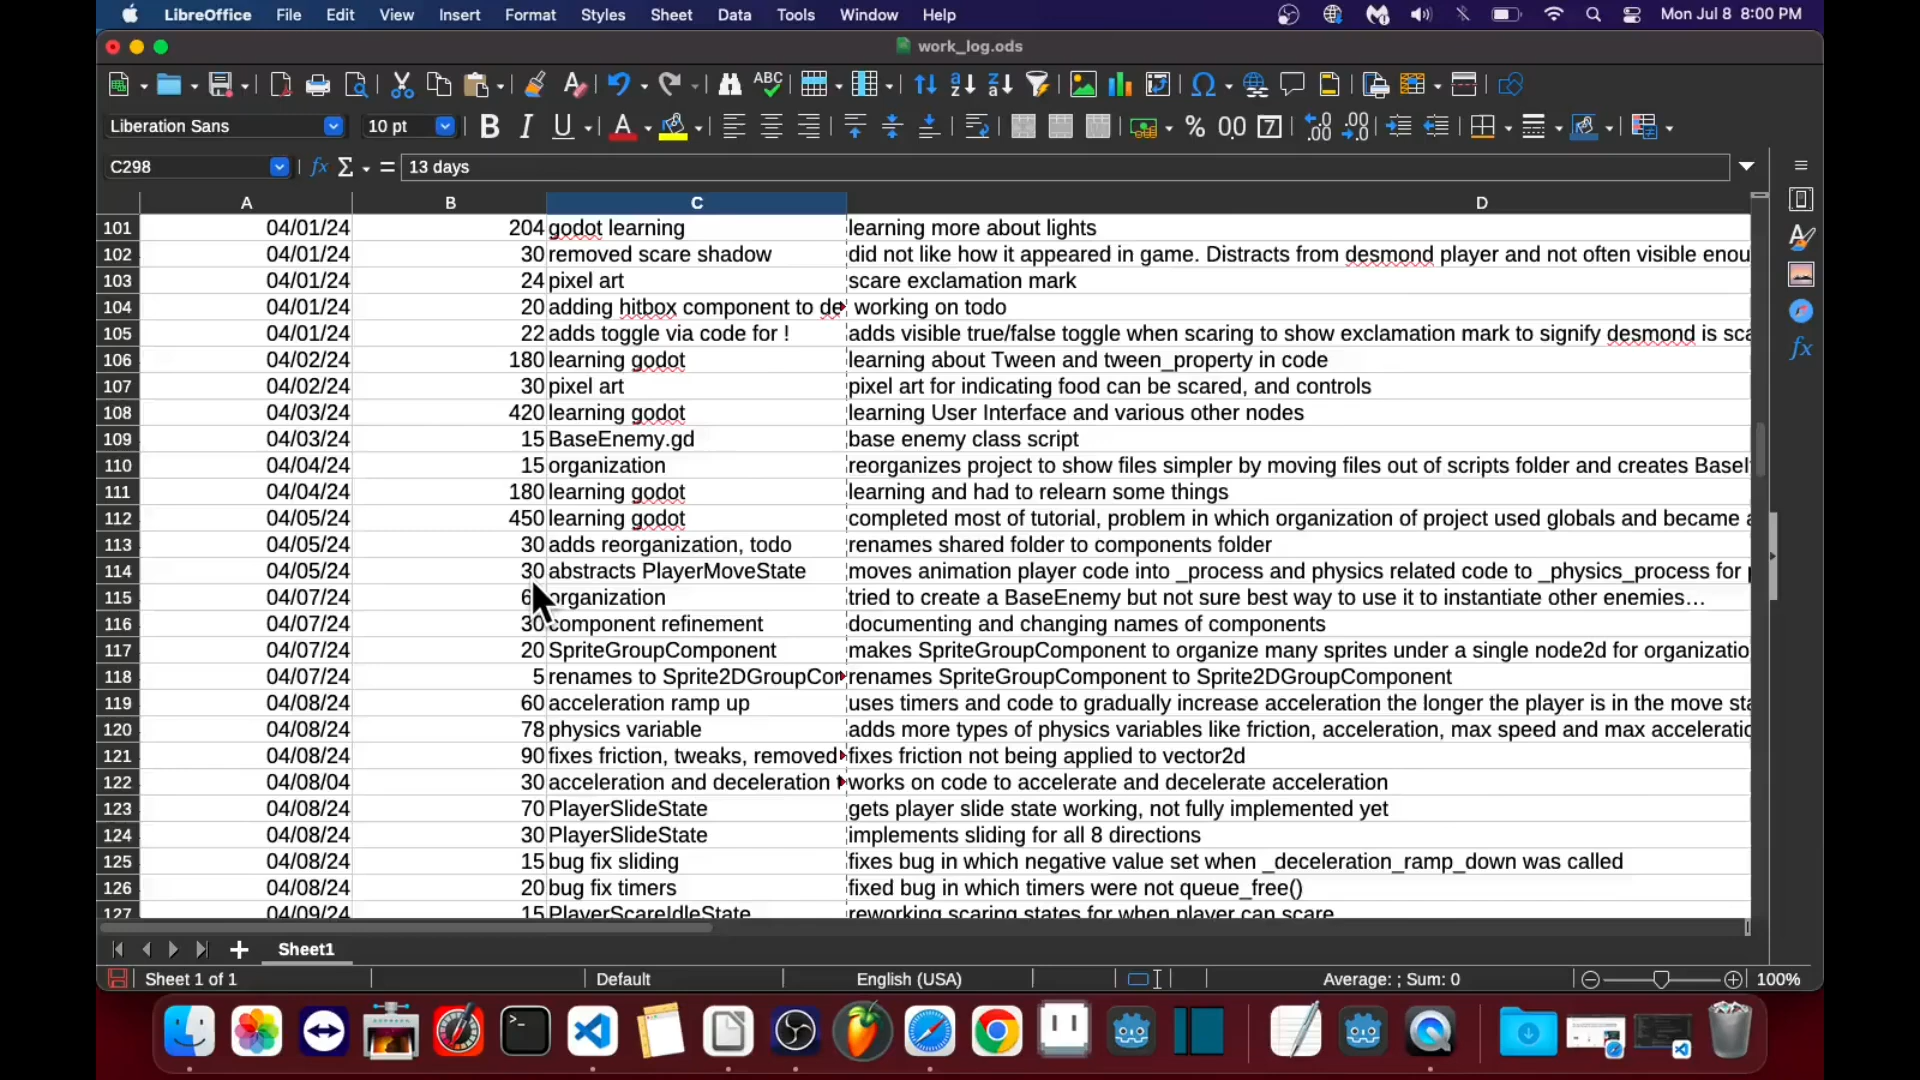 LibreOffice File Edit View Insert Format Styles Sheet Data Tools Window Help Mon Jul 8 8:00 PM
work_log.ods
Liberation Sans 10 pt
C298 fx Σ = 13 days
A B C D
101 04/01/24 204 godot learning learning more about lights
102 04/01/24 30 removed scare shadow did not like how it appeared in game. Distracts from desmond player and not often visible enou
103 04/01/24 24 pixel art scare exclamation mark
104 04/01/24 20 adding hitbox component to de working on todo
105 04/01/24 22 adds toggle via code for ! adds visible true/false toggle when scaring to show exclamation mark to signify desmond is sca
106 04/02/24 180 learning godot learning about Tween and tween_property in code
107 04/02/24 30 pixel art pixel art for indicating food can be scared, and controls
108 04/03/24 420 learning godot learning User Interface and various other nodes
109 04/03/24 15 BaseEnemy.gd base enemy class script
110 04/04/24 15 organization reorganizes project to show files simpler by moving files out of scripts folder and creates BaseI
111 04/04/24 180 learning godot learning and had to relearn some things
112 04/05/24 450 learning godot completed most of tutorial, problem in which organization of project used globals and became a
113 04/05/24 30 adds reorganization, todo renames shared folder to components folder
114 04/05/24 30 abstracts PlayerMoveState moves animation player code into _process and physics related code to _physics_process for p
115 04/07/24 organization tried to create a BaseEnemy but not sure best way to use it to instantiate other enemies…
116 04/07/24 30 component refinement documenting and changing names of components
117 04/07/24 20 SpriteGroupComponent makes SpriteGroupComponent to organize many sprites under a single node2d for organizatio
118 04/07/24 5 renames to Sprite2DGroupCor renames SpriteGroupComponent to Sprite2DGroupComponent
119 04/08/24 60 acceleration ramp up uses timers and code to gradually increase acceleration the longer the player is in the move sta
120 04/08/24 78 physics variable adds more types of physics variables like friction, acceleration, max speed and max acceleratic
121 04/08/24 90 fixes friction, tweaks, removed fixes friction not being applied to vector2d
122 04/08/04 30 acceleration and deceleration works on code to accelerate and decelerate acceleration
123 04/08/24 70 PlayerSlideState gets player slide state working, not fully implemented yet
124 04/08/24 30 PlayerSlideState implements sliding for all 8 directions
125 04/08/24 15 bug fix sliding fixes bug in which negative value set when _deceleration_ramp_down was called
126 04/08/24 20 bug fix timers fixed bug in which timers were not queue_free()
127 04/09/24 15 PlayerScareIdleState reworking scaring states for when player can scare
Sheet1
Sheet 1 of 1 Default English (USA) Average: ; Sum: 0 100%